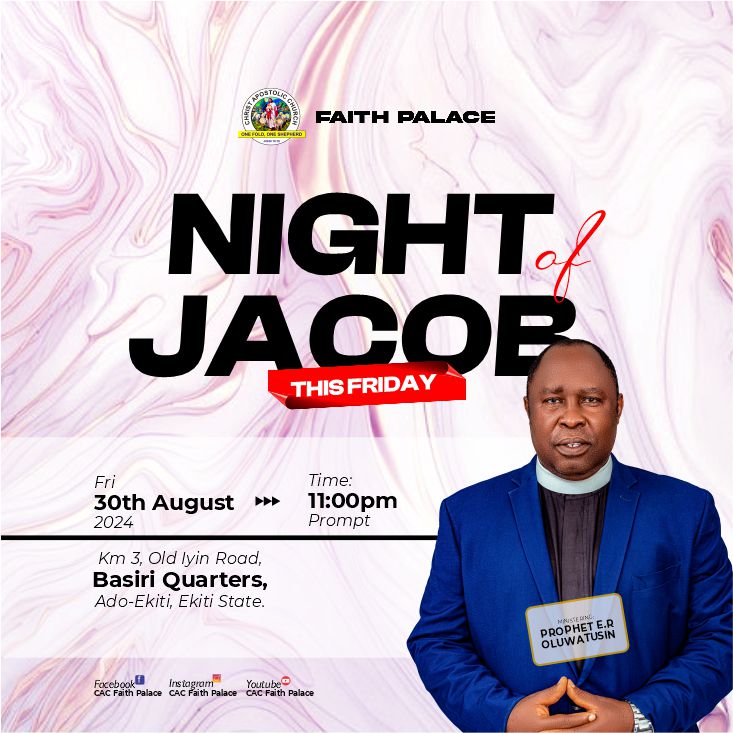 CHRIST APOSTOLIC CHURCH
ONE FOLD, ONE SHEPHERD
FAITH PALACE
NIGHT of
JACOB
THIS FRIDAY
Fri
30th August
2024
Time:
11:00pm
Prompt
Km 3, Old Iyin Road,
Basiri Quarters,
Ado-Ekiti, Ekiti State.
MINISTERING:
PROPHET E.R
OLUWATUSIN
Facebook
CAC Faith Palace
Instagram
CAC Faith Palace
Youtube
CAC Faith Palace